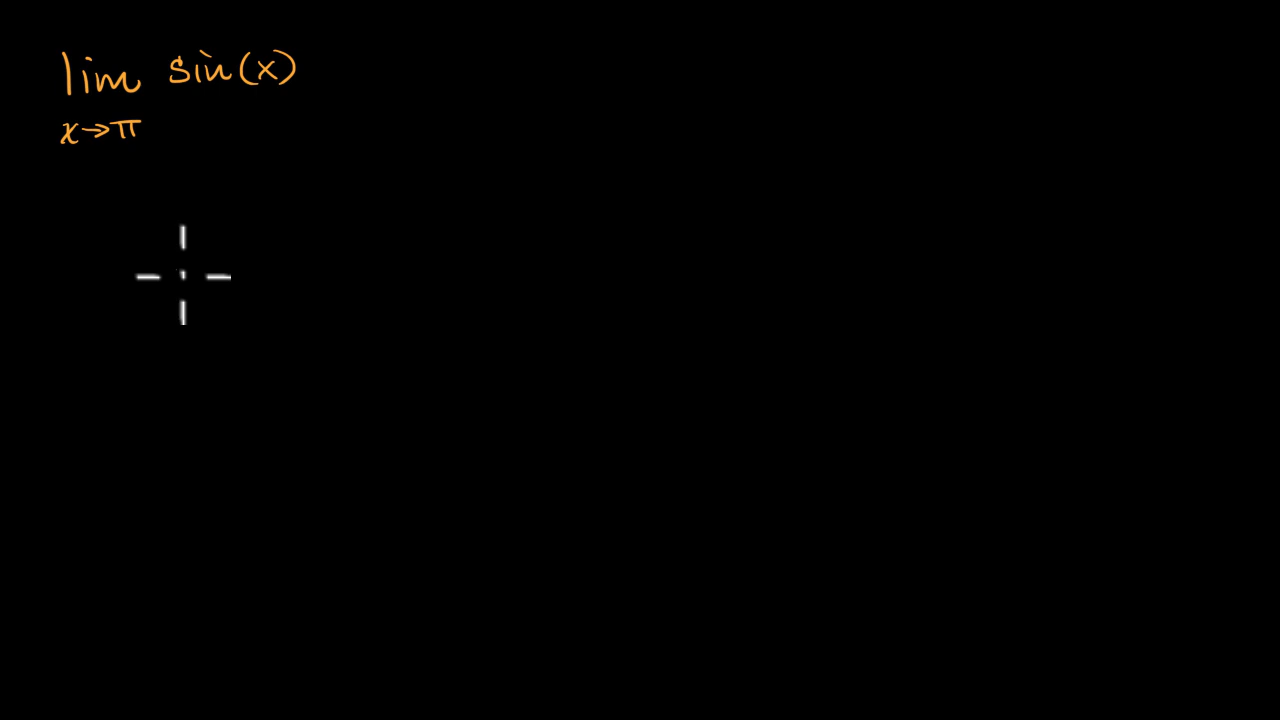 lim sin(x)
x→π